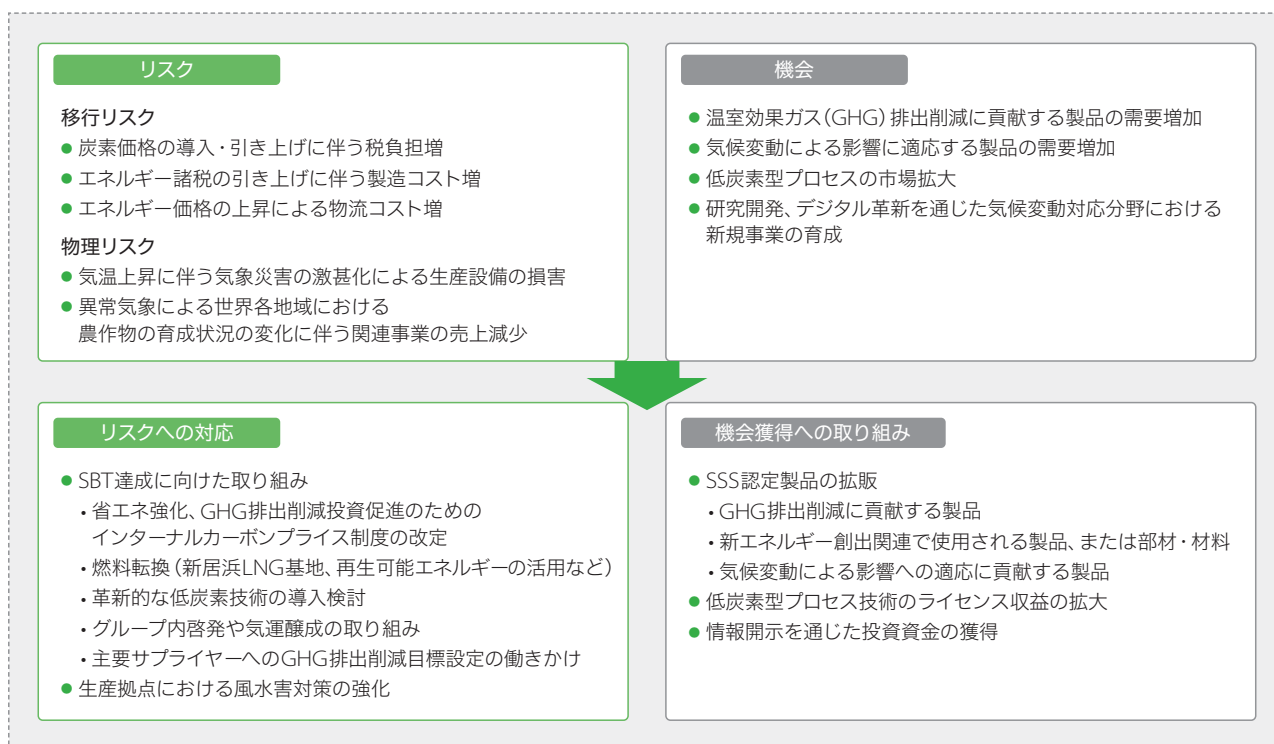 リスク
移行リスク
● 炭素価格の導入・引き上げに伴う税負担増
● エネルギー諸税の引き上げに伴う製造コスト増
● エネルギー価格の上昇による物流コスト増
物理リスク
● 気温上昇に伴う気象災害の激甚化による生産設備の損害
● 異常気象による世界各地域における
農作物の育成状況の変化に伴う関連事業の売上減少
機会
● 温室効果ガス（GHG）排出削減に貢献する製品の需要増加
● 気候変動による影響に適応する製品の需要増加
● 低炭素型プロセスの市場拡大
● 研究開発、デジタル革新を通じた気候変動対応分野における
新規事業の育成
リスクへの対応
● SBT達成に向けた取り組み
・省エネ強化、GHG排出削減投資促進のための
インターナルカーボンプライス制度の改定
・燃料転換（新居浜LNG基地、再生可能エネルギーの活用など）
・革新的な低炭素技術の導入検討
・グループ内啓発や気運醸成の取り組み
・主要サプライヤーへのGHG排出削減目標設定の働きかけ
● 生産拠点における風水害対策の強化
機会獲得への取り組み
● SSS認定製品の拡販
・GHG排出削減に貢献する製品
・新エネルギー創出関連で使用される製品、または部材・材料
・気候変動による影響への適応に貢献する製品
● 低炭素型プロセス技術のライセンス収益の拡大
● 情報開示を通じた投資資金の獲得